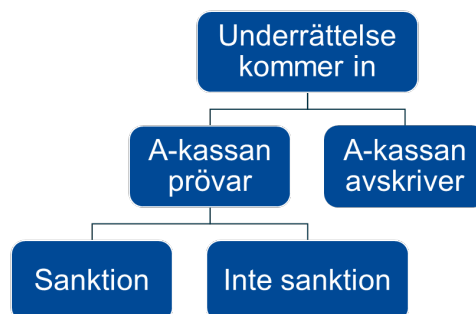 Underrättelse
kommer in
A-kassan
prövar
A-kassan
avskriver
Sanktion
Inte sanktion